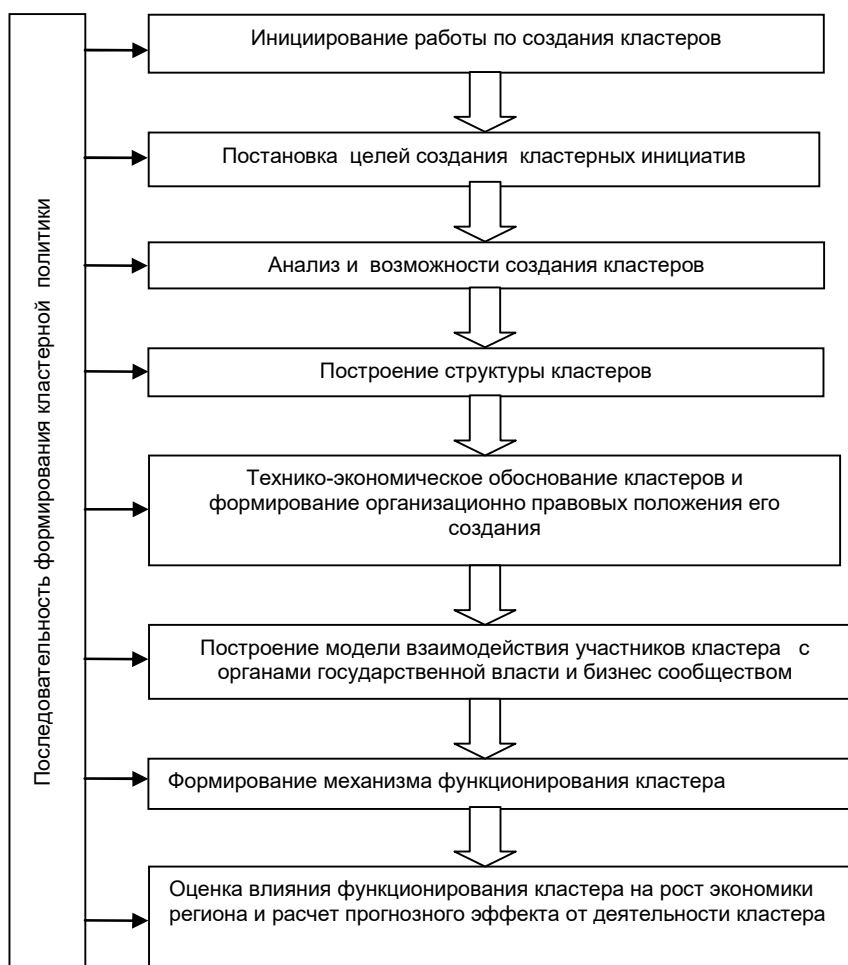 Последовательность формирования кластерной политики
Инициирование работы по создания кластеров
Постановка целей создания кластерных инициатив
Анализ и возможности создания кластеров
Построение структуры кластеров
Технико-экономическое обоснование кластеров и
формирование организационно правовых положения его
создания
Построение модели взаимодействия участников кластера с
органами государственной власти и бизнес сообществом
Формирование механизма функционирования кластера
Оценка влияния функционирования кластера на рост экономики
региона и расчет прогнозного эффекта от деятельности кластера